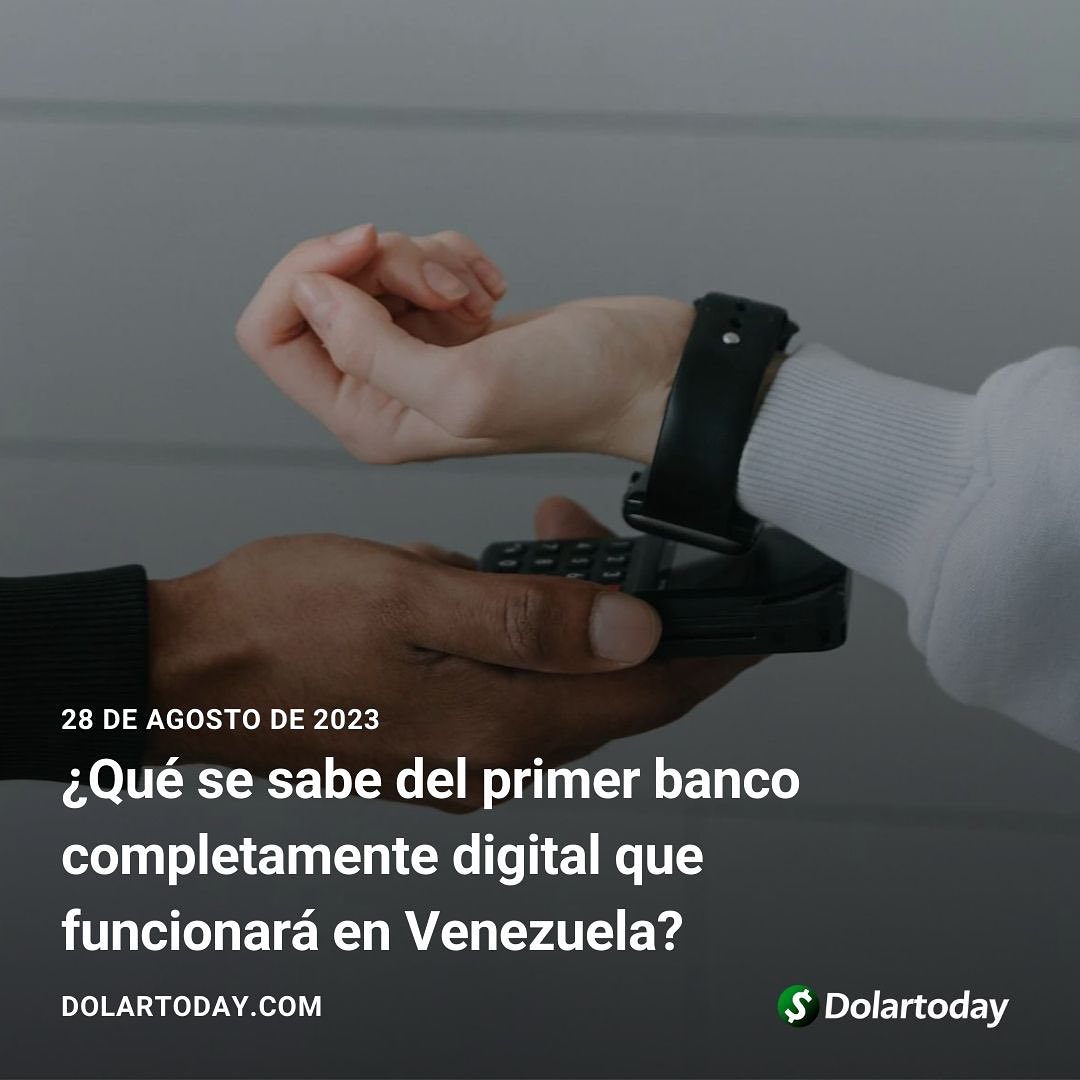 28 DE AGOSTO DE 2023
¿Qué se sabe del primer banco
completamente digital que
funcionará en Venezuela?
DOLARTODAY.COM
$ Dolartoday